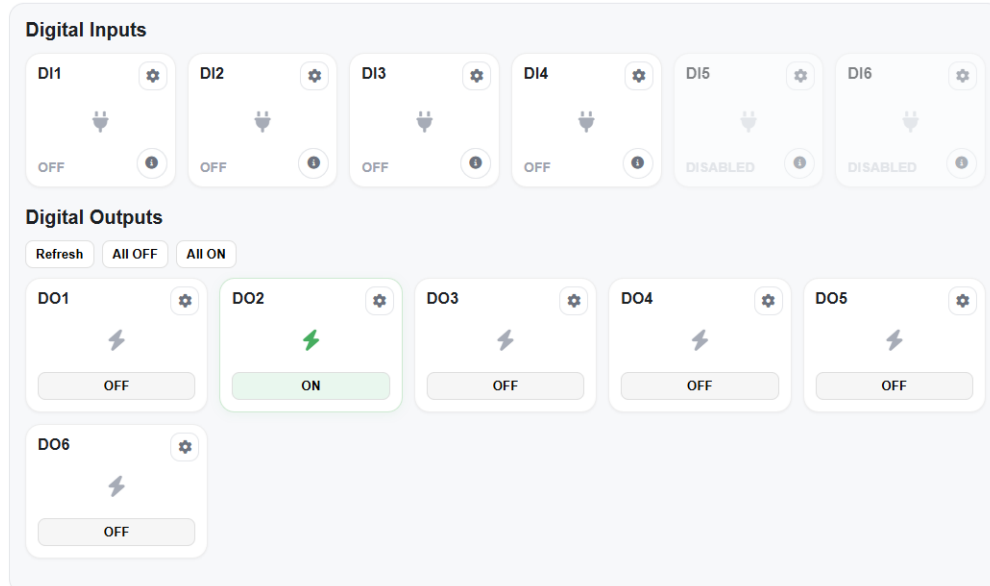 Digital Inputs
DI1 DI2 DI3 DI4 DI5 DI6
OFF OFF OFF OFF DISABLED DISABLED
Digital Outputs
Refresh All OFF All ON
DO1 DO2 DO3 DO4 DO5
OFF ON OFF OFF OFF
DO6
OFF